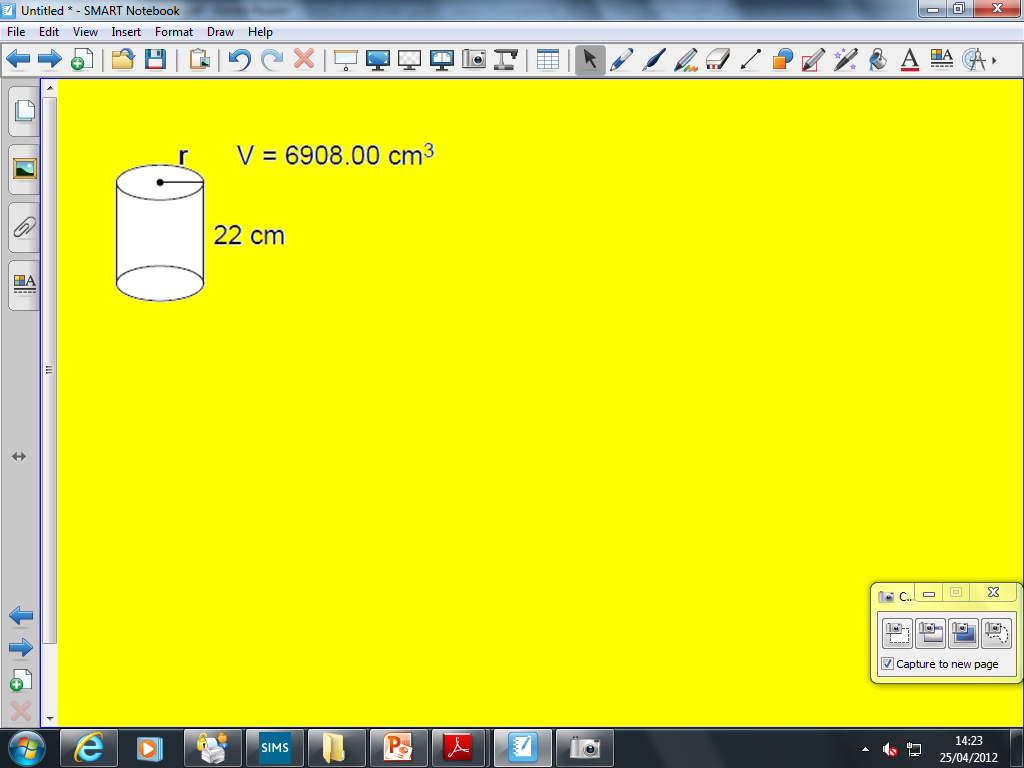 Untitled * - SMART Notebook
File Edit View Insert Format Draw Help
r V = 6908.00 cm³
22 cm
C...
Capture to new page
SIMS
14:23
25/04/2012